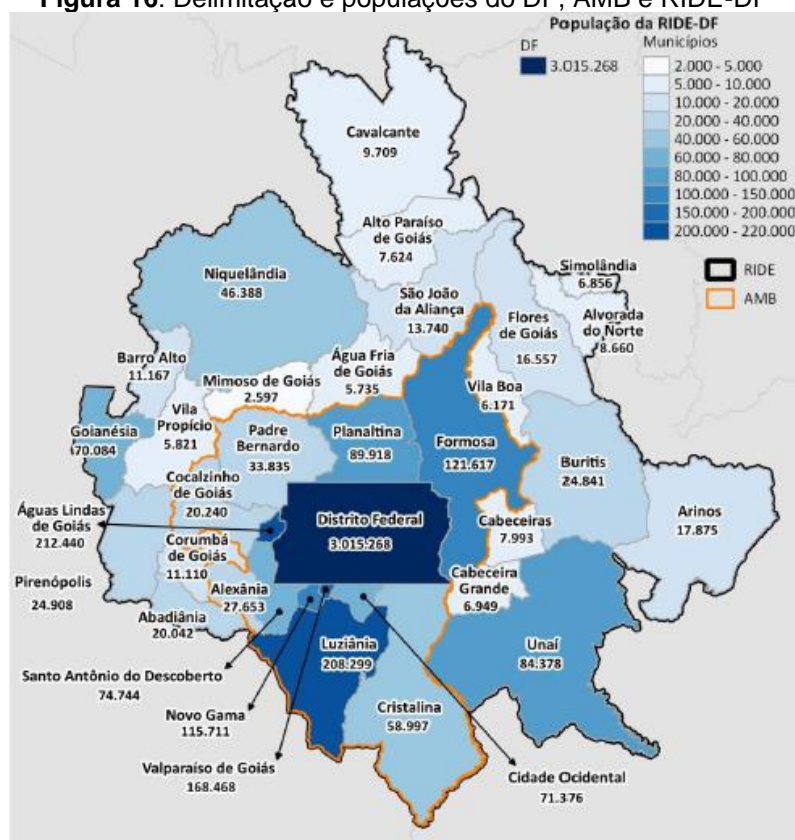 Figura 16: Delimitação e populações do DF, AMB e RIDE-DF
População da RIDE-DF
DF
3.015.268
Municípios
2.000 - 5.000
5.000 - 10.000
10.000 - 20.000
20.000 - 40.000
40.000 - 60.000
60.000 - 80.000
80.000 - 100.000
100.000 - 150.000
150.000 - 200.000
200.000 - 220.000
RIDE
AMB
Cavalcante
9.709
Alto Paraíso
de Goiás
7.624
Niquelândia
46.388
São João
da Aliança
13.740
Simolândia
6.856
Flores
de Goiás
16.557
Alvorada
do Norte
8.660
Barro Alto
11.167
Mimoso de Goiás
2.597
Água Fria
de Goiás
5.735
Vila Boa
6.171
Goianésia
70.084
Vila
Propício
5.821
Padre
Bernardo
33.835
Planaltina
89.918
Formosa
121.617
Buritis
24.841
Arinos
17.875
Cocalzinho
de Goiás
20.240
Águas Lindas
de Goiás
212.440
Distrito Federal
3.015.268
Cabeceiras
7.993
Corumbá
de Goiás
11.110
Pirenópolis
24.908
Alexânia
27.653
Cabeceira
Grande
6.949
Abadiânia
20.042
Luziânia
208.299
Unaí
84.378
Santo Antônio do Descoberto
74.744
Novo Gama
115.711
Cristalina
58.997
Valparaíso de Goiás
168.468
Cidade Ocidental
71.376